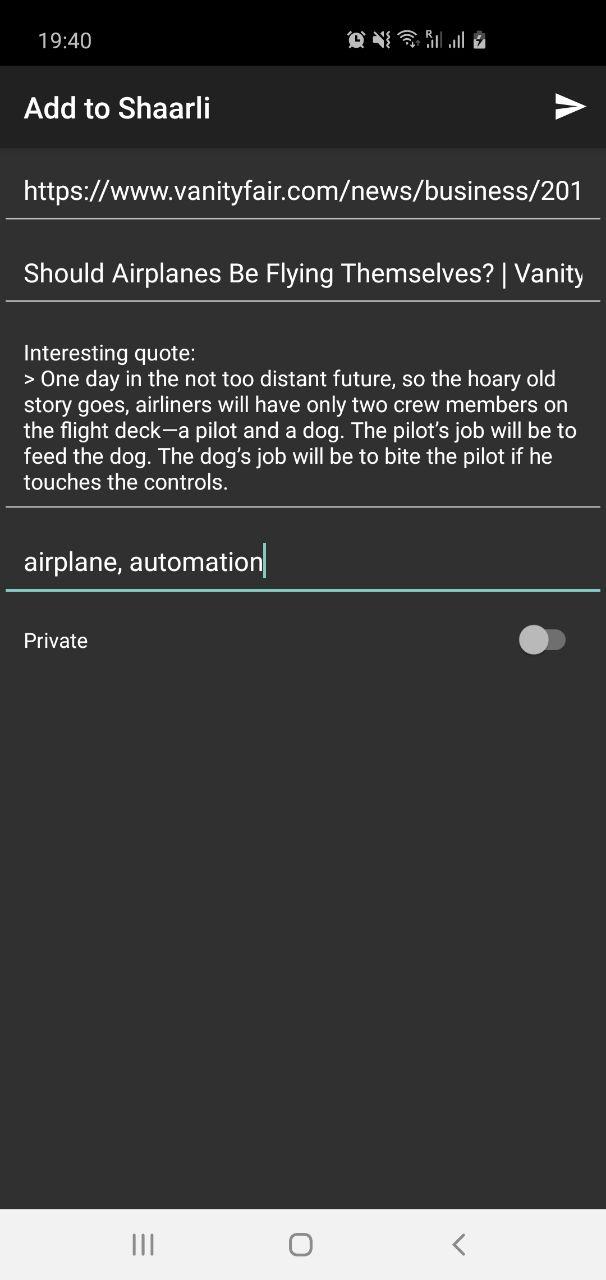 19:40
R
Add to Shaarli
https://www.vanityfair.com/news/business/201
Should Airplanes Be Flying Themselves? | Vanity
Interesting quote:
> One day in the not too distant future, so the hoary old
story goes, airliners will have only two crew members on
the flight deck—a pilot and a dog. The pilot’s job will be to
feed the dog. The dog’s job will be to bite the pilot if he
touches the controls.
airplane, automation
Private